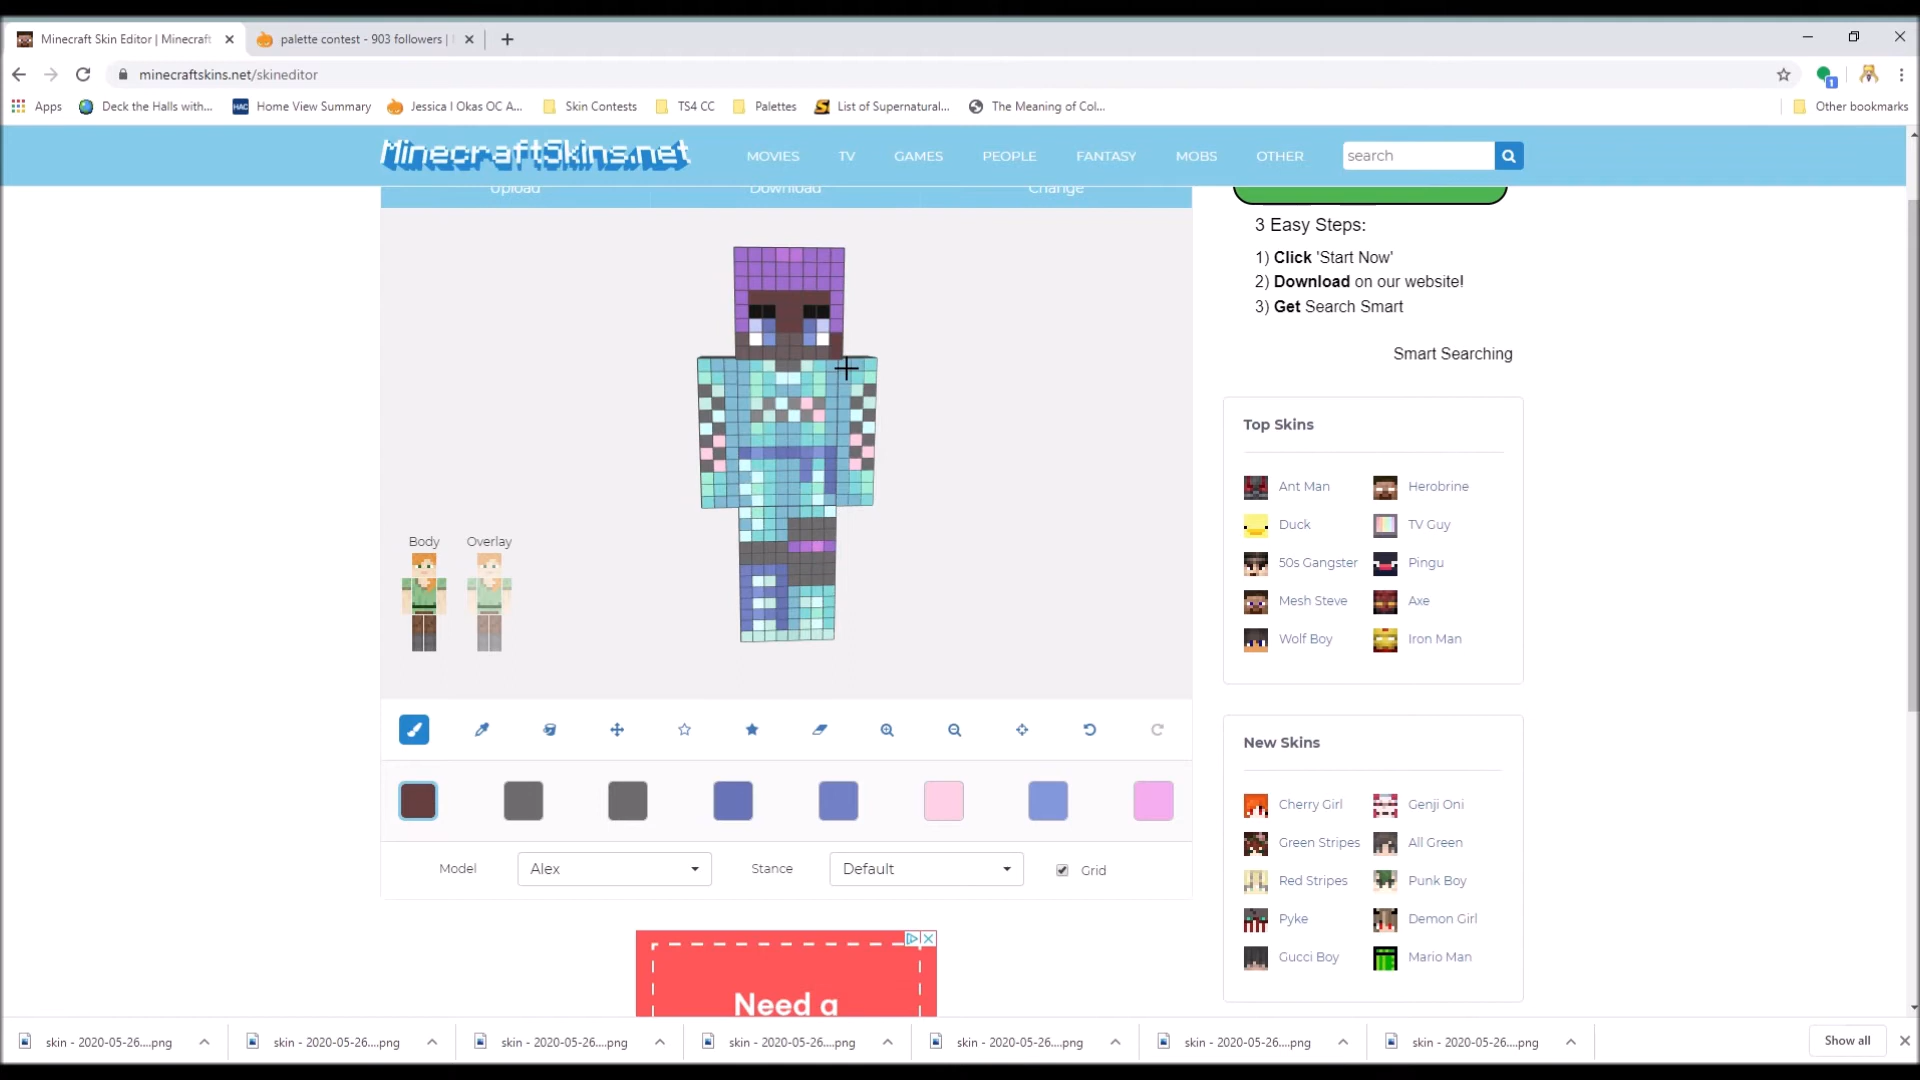 Minecraft Skin Editor | Minecraft
palette contest - 903 followers |
minecraftskins.net/skineditor
Apps
Deck the Halls with...
HAC
Home View Summary
Jessica I Okas OC A...
Skin Contests
TS4 CC
Palettes
List of Supernatural...
The Meaning of Col...
Other bookmarks
MinecraftSkins.net
MOVIES
TV
GAMES
PEOPLE
FANTASY
MOBS
OTHER
search
Upload
Download
Change
3 Easy Steps:
1) Click 'Start Now'
2) Download on our website!
3) Get Search Smart
Smart Searching
Body
Overlay
Top Skins
Ant Man
Herobrine
Duck
TV Guy
50s Gangster
Pingu
Mesh Steve
Axe
Wolf Boy
Iron Man
New Skins
Cherry Girl
Genji Oni
Green Stripes
All Green
Red Stripes
Punk Boy
Pyke
Demon Girl
Gucci Boy
Mario Man
Model
Alex
Stance
Default
Grid
Need a
skin - 2020-05-26....png
skin - 2020-05-26....png
skin - 2020-05-26....png
skin - 2020-05-26....png
skin - 2020-05-26....png
skin - 2020-05-26....png
skin - 2020-05-26....png
Show all